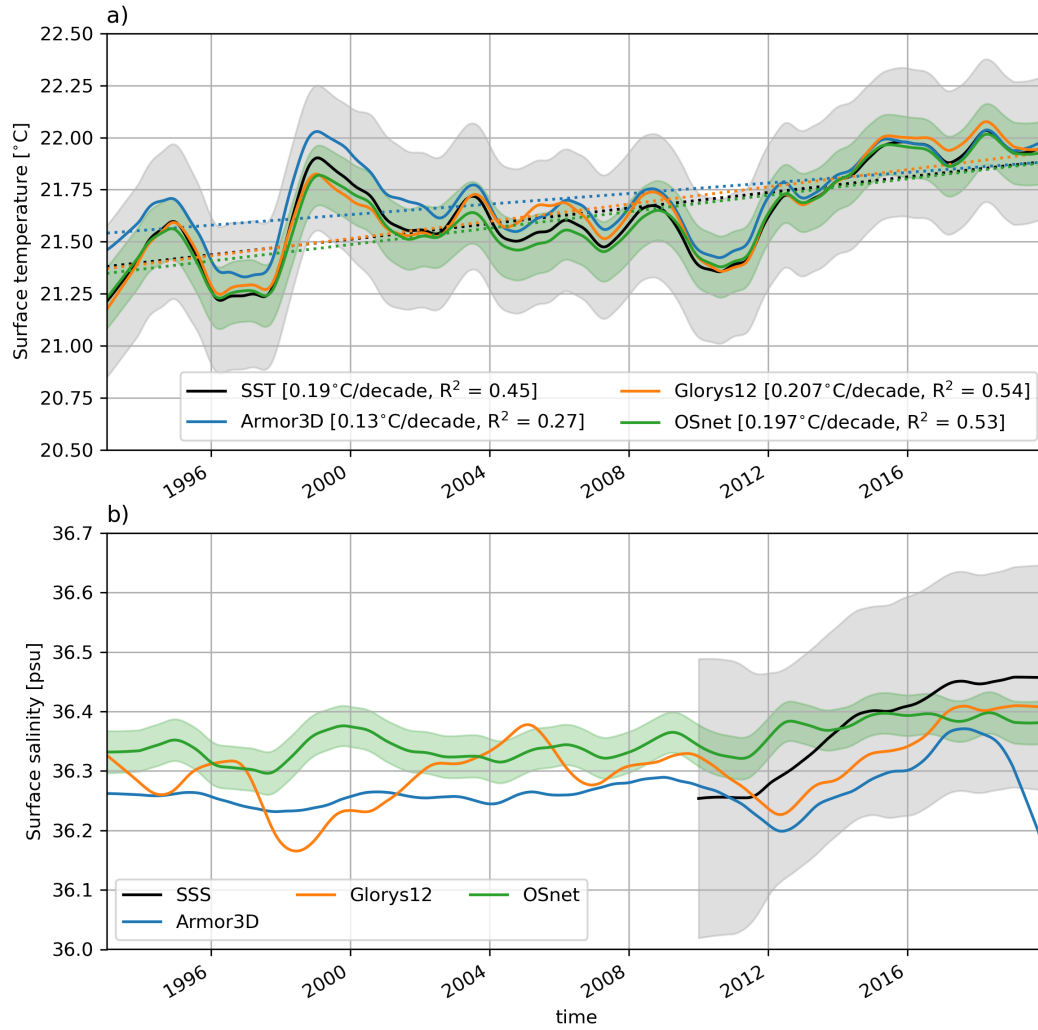 a)
22.50
22.25
22.00
21.75
21.50
21.25
21.00
20.75
20.50
Surface temperature [°C]
SST [0.19°C/decade, R² = 0.45]
Armor3D [0.13°C/decade, R² = 0.27]
Glorys12 [0.207°C/decade, R² = 0.54]
OSnet [0.197°C/decade, R² = 0.53]
1996 2000 2004 2008 2012 2016
b)
36.7
36.6
36.5
36.4
36.3
36.2
36.1
36.0
Surface salinity [psu]
SSS
Armor3D
Glorys12
OSnet
1996 2000 2004 2008 2012 2016
time